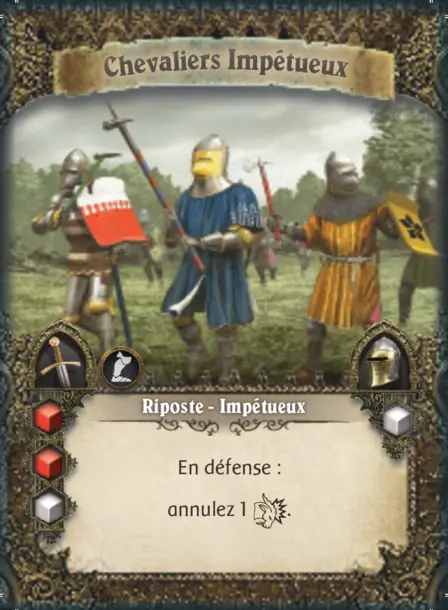 Chevaliers Impétueux
Riposte - Impétueux
En défense :
annulez 1 .